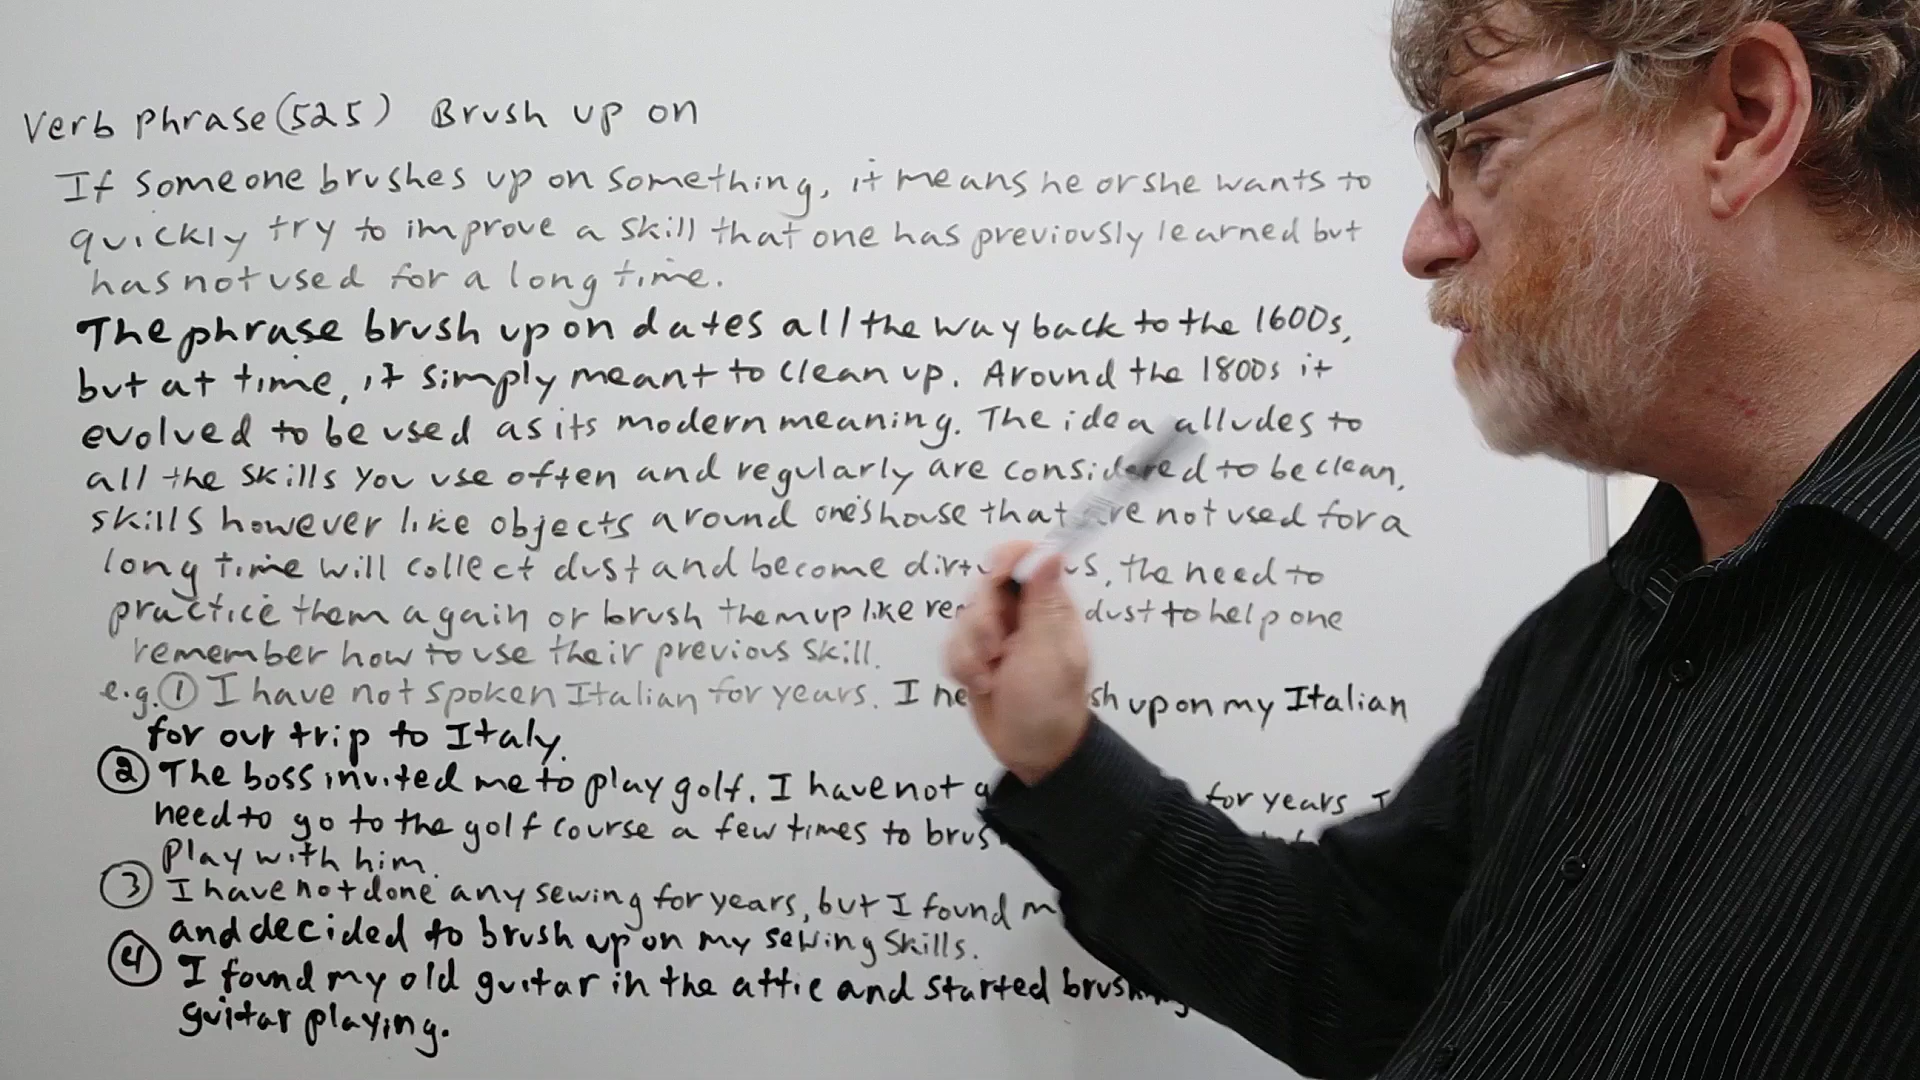 Verb phrase (525) Brush up on
If someone brushes up on something, it means he or she wants to
quickly try to improve a skill that one has previously learned but
has not used for a long time.
The phrase brush up on dates all the way back to the 1600s,
but at time, it simply meant to clean up. Around the 1800s it
evolved to be used as its modern meaning. The idea alludes to
all the skills you use often and regularly are considered to be clean,
skills however like objects around one's house that are not used for a
long time will collect dust and become dirty, the need to
practice them again or brush them up like dust to help one
remember how to use their previous skill.
e.g. ① I have not spoken Italian for years. I up on my Italian
for our trip to Italy.
② The boss invited me to play golf. I have not for years I
need to go to the golf course a few times to
play with him.
③ I have not done any sewing for years, but I found
and decided to brush up on my sewing skills.
④ I found my old guitar in the attic and started brushing
guitar playing.